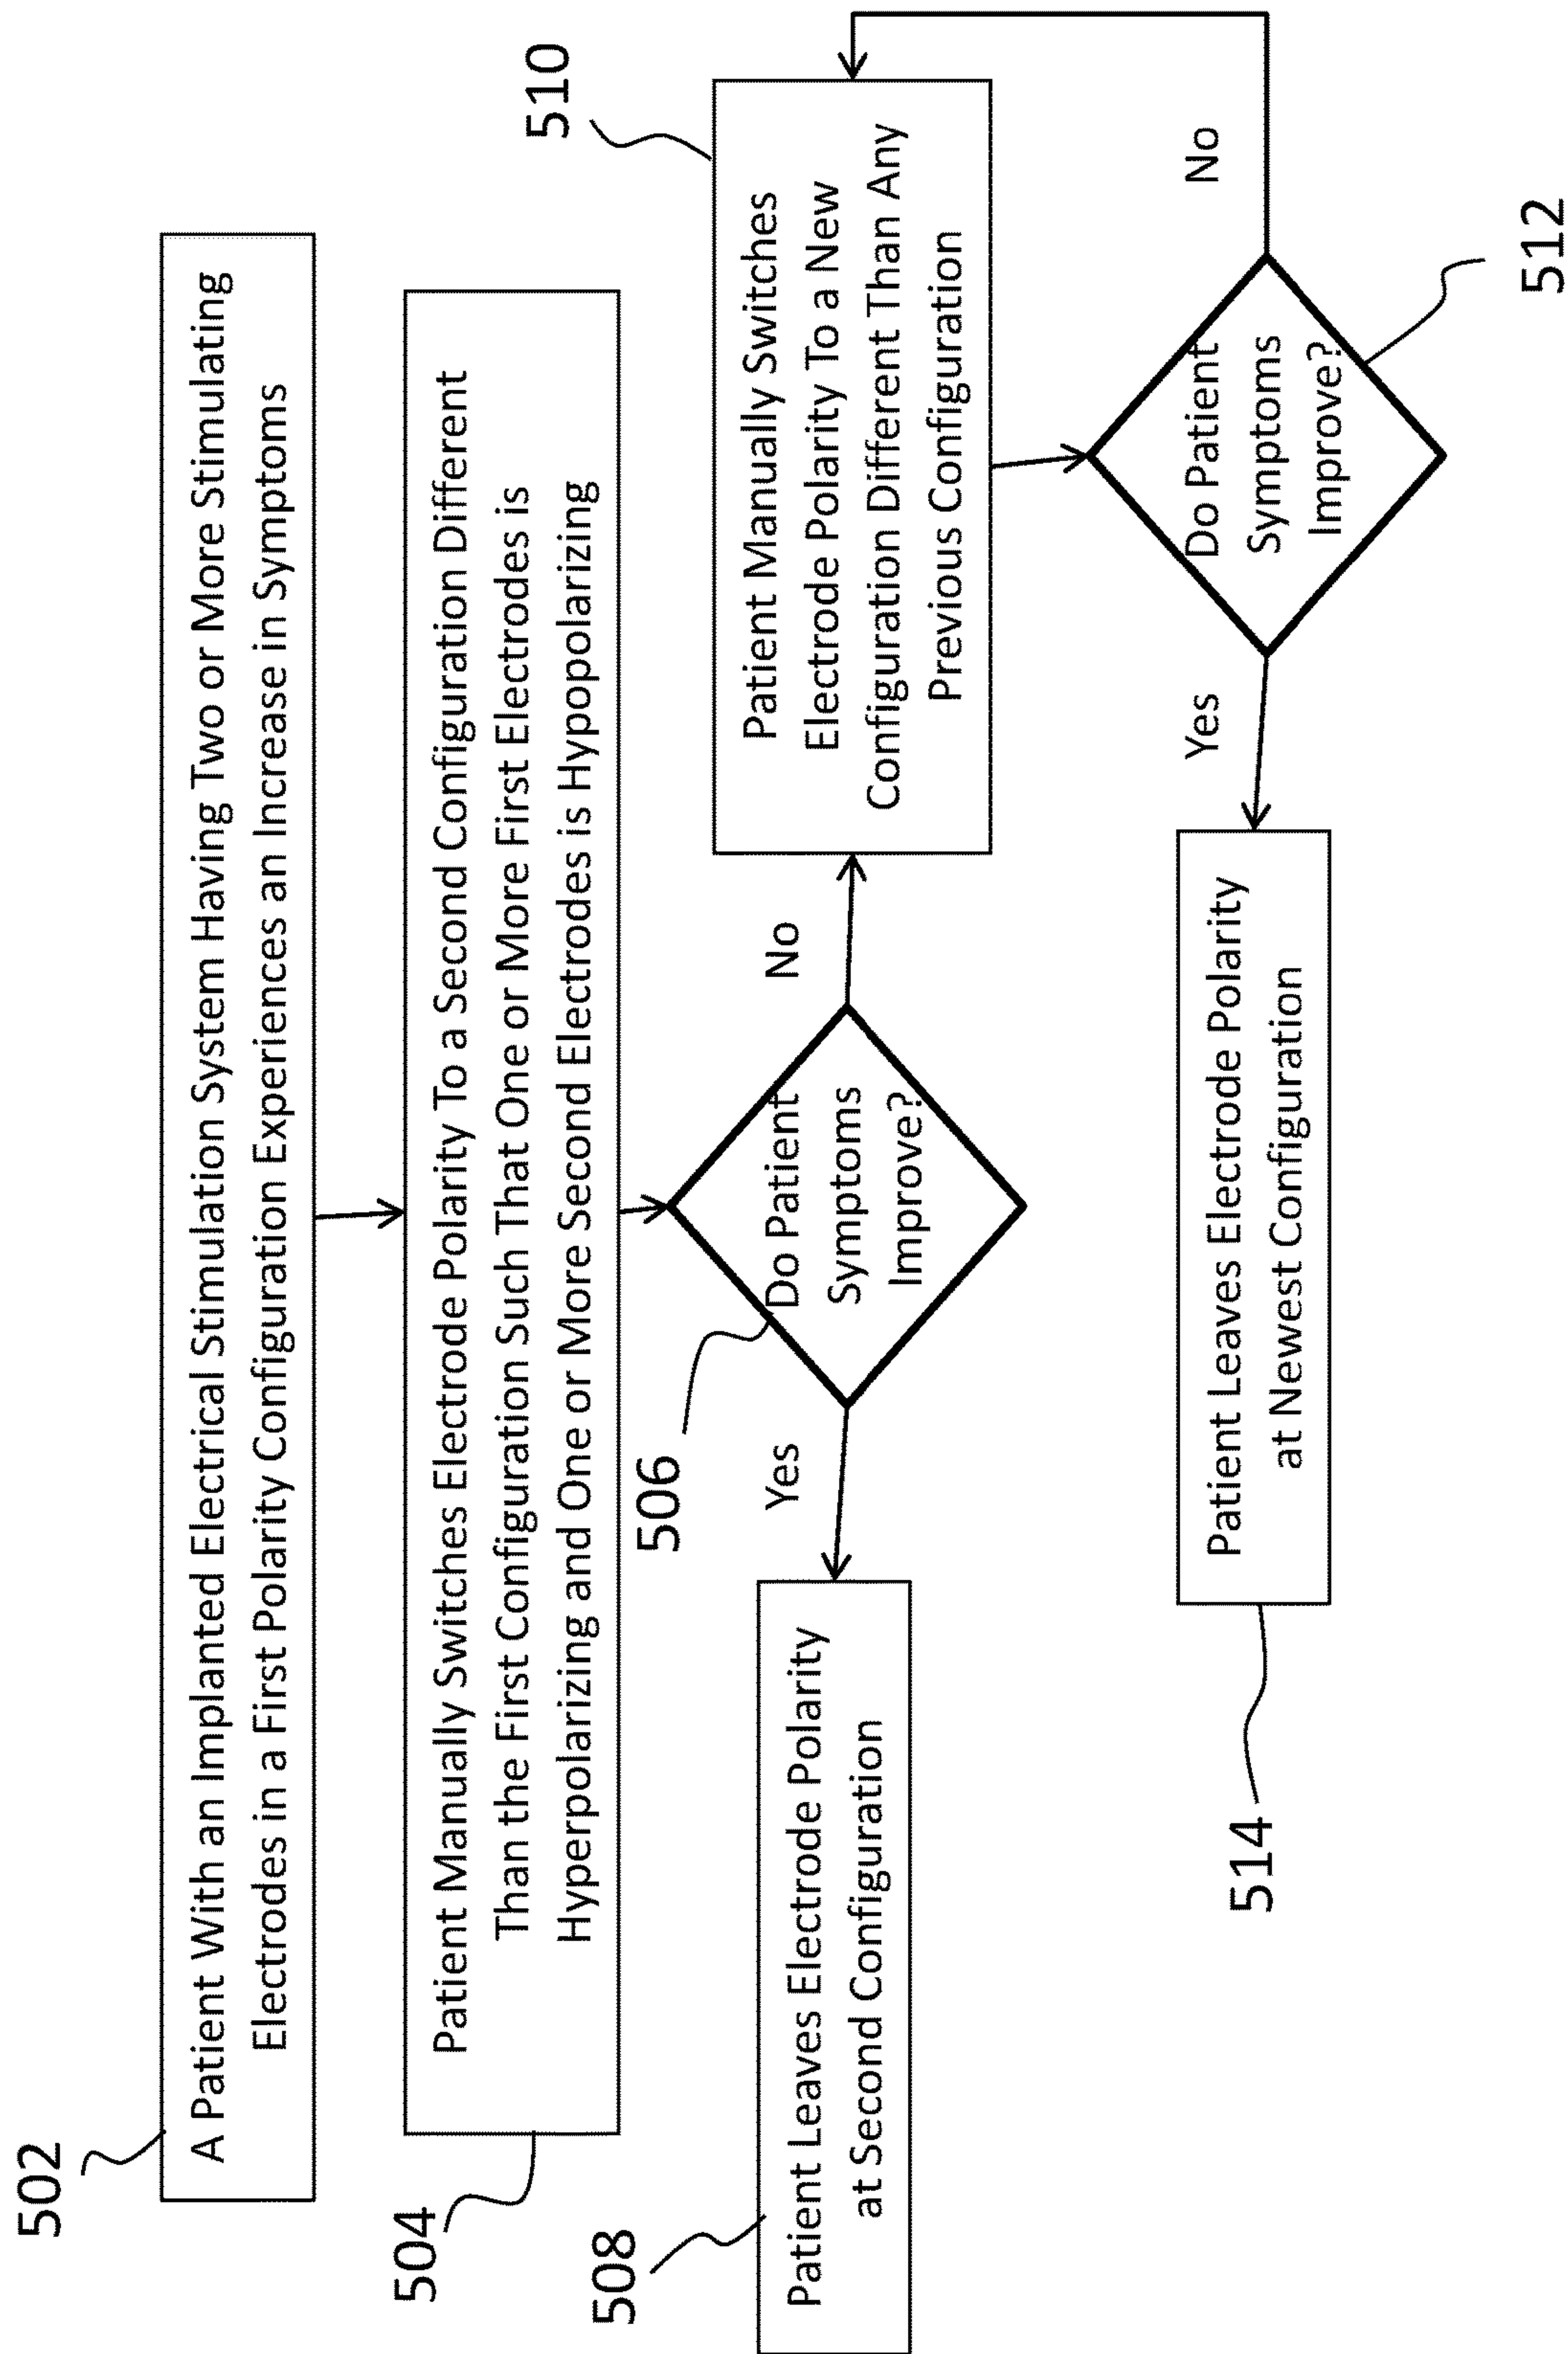 502
A Patient With an Implanted Electrical Stimulation System Having Two or More Stimulating
Electrodes in a First Polarity Configuration Experiences an Increase in Symptoms
504
Patient Manually Switches Electrode Polarity To a Second Configuration Different
Than the First Configuration Such That One or More First Electrodes is
Hyperpolarizing and One or More Second Electrodes is Hypopolarizing
506
Do Patient
Symptoms
Improve?
Yes
No
508
Patient Leaves Electrode Polarity
at Second Configuration
510
Patient Manually Switches
Electrode Polarity To a New
Configuration Different Than Any
Previous Configuration
Do Patient
Symptoms
Improve?
512
Yes
No
514
Patient Leaves Electrode Polarity
at Newest Configuration